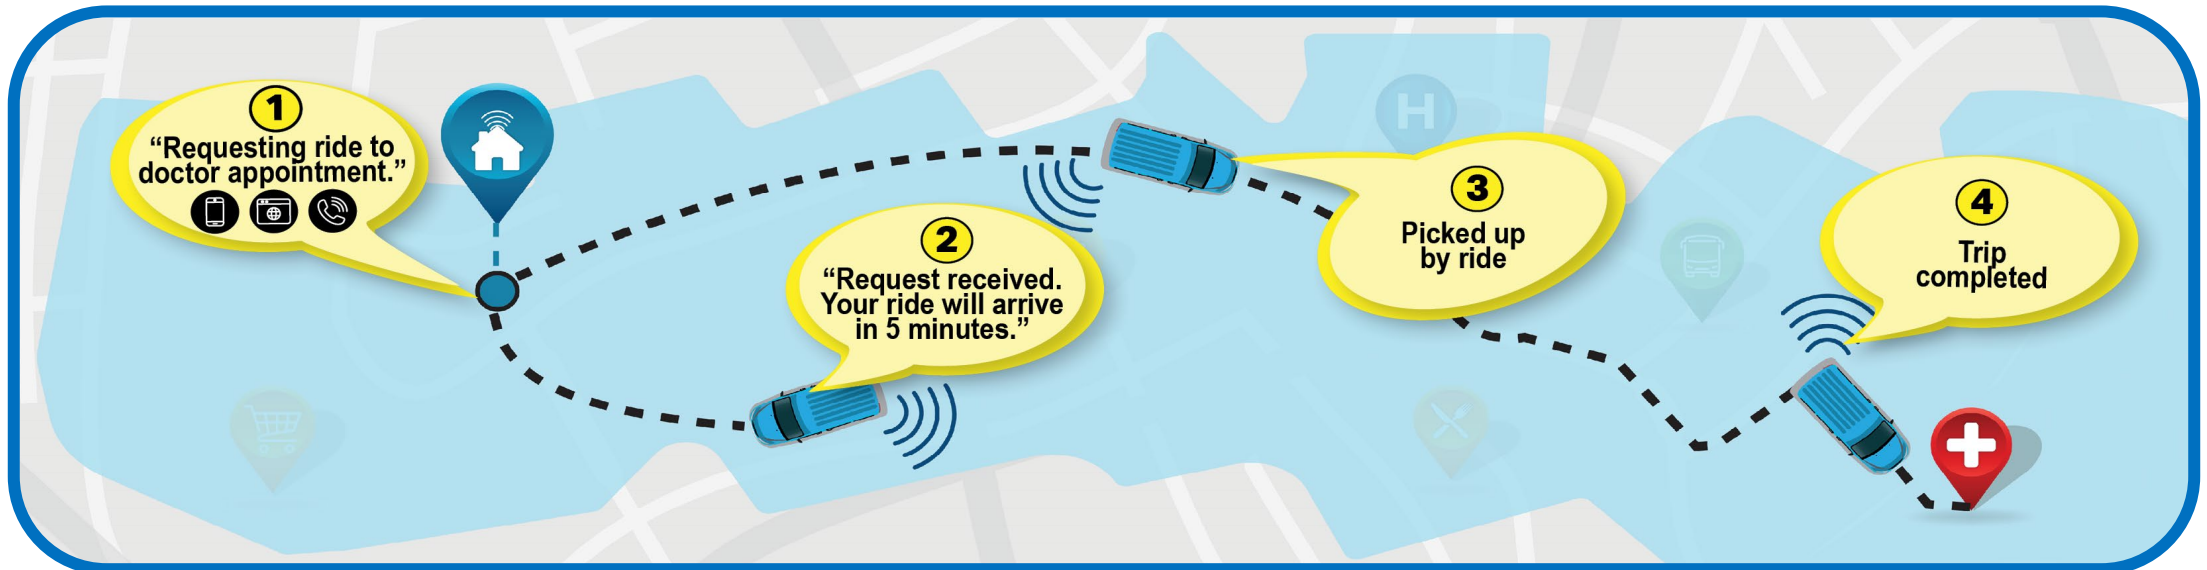 1
“Requesting ride to
doctor appointment.”
H
2
“Request received.
Your ride will arrive
in 5 minutes.”
3
Picked up
by ride
4
Trip
completed